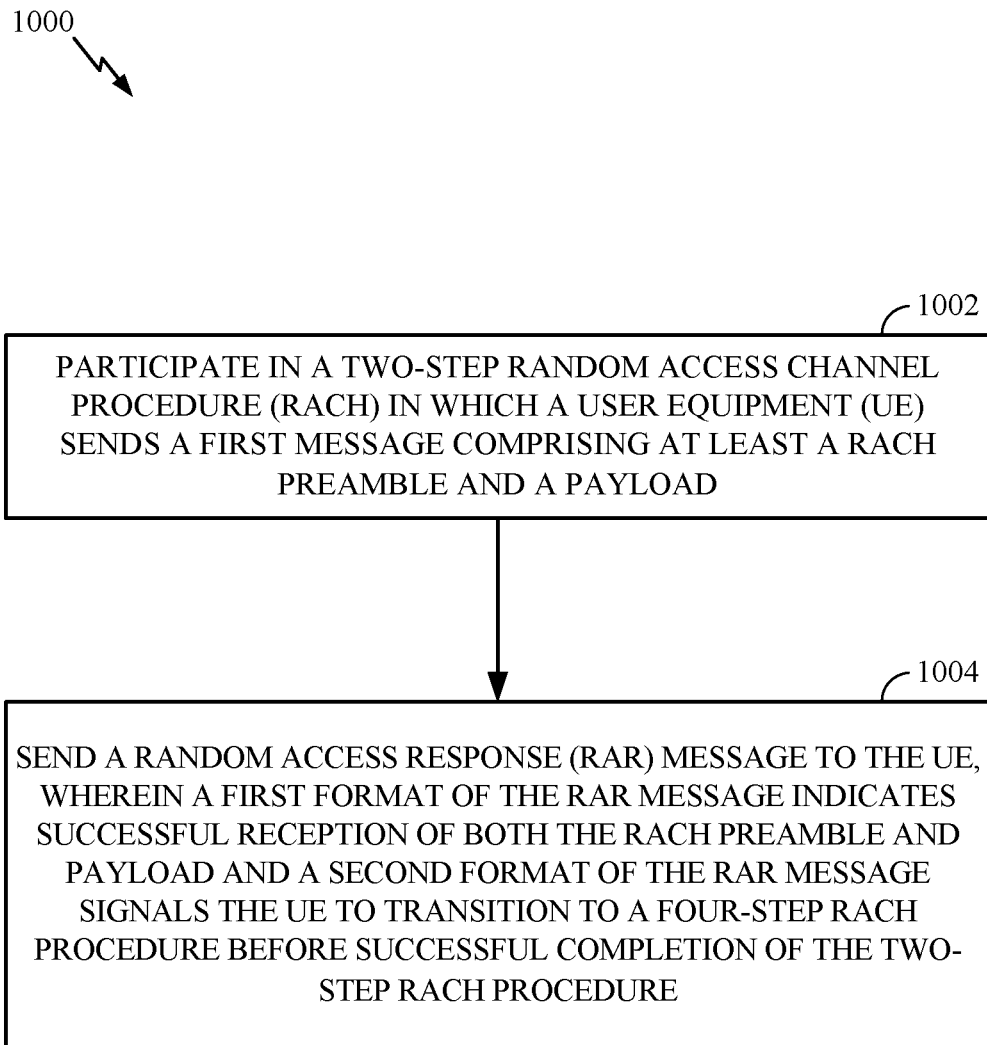 1000
1002
PARTICIPATE IN A TWO-STEP RANDOM ACCESS CHANNEL
PROCEDURE (RACH) IN WHICH A USER EQUIPMENT (UE)
SENDS A FIRST MESSAGE COMPRISING AT LEAST A RACH
PREAMBLE AND A PAYLOAD
1004
SEND A RANDOM ACCESS RESPONSE (RAR) MESSAGE TO THE UE,
WHEREIN A FIRST FORMAT OF THE RAR MESSAGE INDICATES
SUCCESSFUL RECEPTION OF BOTH THE RACH PREAMBLE AND
PAYLOAD AND A SECOND FORMAT OF THE RAR MESSAGE
SIGNALS THE UE TO TRANSITION TO A FOUR-STEP RACH
PROCEDURE BEFORE SUCCESSFUL COMPLETION OF THE TWO-
STEP RACH PROCEDURE